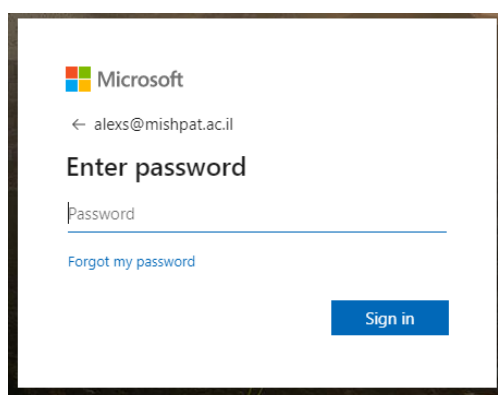 Microsoft
← alexs@mishpat.ac.il
Enter password
Password
Forgot my password
Sign in